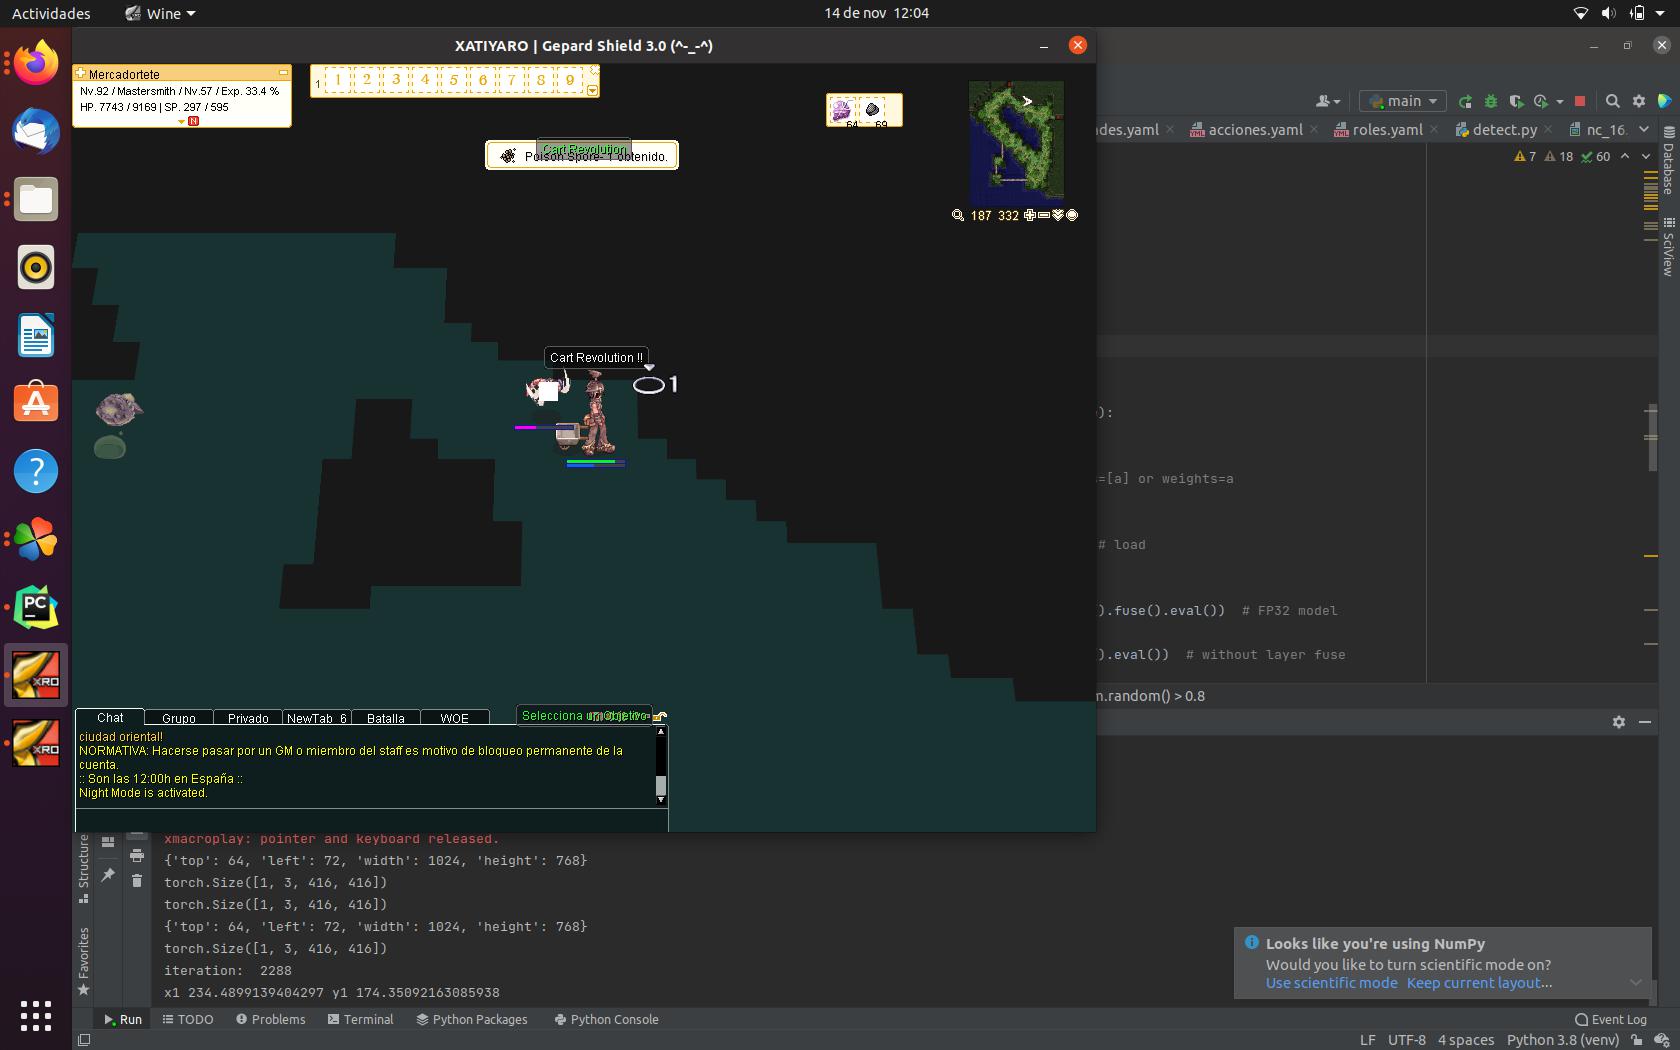 Actividades
Wine
14 de nov  12:04
XATIYARO | Gepard Shield 3.0 (^-_-^)
Mercadortete
Nv.92 / Mastersmith / Nv.57 / Exp. 33.4 %
HP. 7743 / 9169 | SP. 297 / 595
N
1 1 2 3 4 5 6 7 8 9
64 69
Cart Revolution
Poison Spore- 1 obtenido.
187 332
main
des.yaml
acciones.yaml
roles.yaml
detect.py
nc_16.
7 18 60
Database
SciView
Cart Revolution !!
1
):
s=[a] or weights=a
# load
).fuse().eval())  # FP32 model
).eval())  # without layer fuse
m.random() > 0.8
PC
XRO
XRO
Chat
Grupo
Privado
NewTab_6
Batalla
WOE
Selecciona un objetivo
ciudad oriental!
NORMATIVA: Hacerse pasar por un GM o miembro del staff es motivo de bloqueo permanente de la
cuenta.
:: Son las 12:00h en España ::
Night Mode is activated.
Structure
Favorites
xmacroplay: pointer and keyboard released.
{'top': 64, 'left': 72, 'width': 1024, 'height': 768}
torch.Size([1, 3, 416, 416])
torch.Size([1, 3, 416, 416])
{'top': 64, 'left': 72, 'width': 1024, 'height': 768}
torch.Size([1, 3, 416, 416])
iteration:  2288
x1 234.4899139404297 y1 174.35092163085938
Looks like you're using NumPy
Would you like to turn scientific mode on?
Use scientific mode Keep current layout...
Run
TODO
Problems
Terminal
Python Packages
Python Console
Event Log
LF UTF-8 4 spaces Python 3.8 (venv)